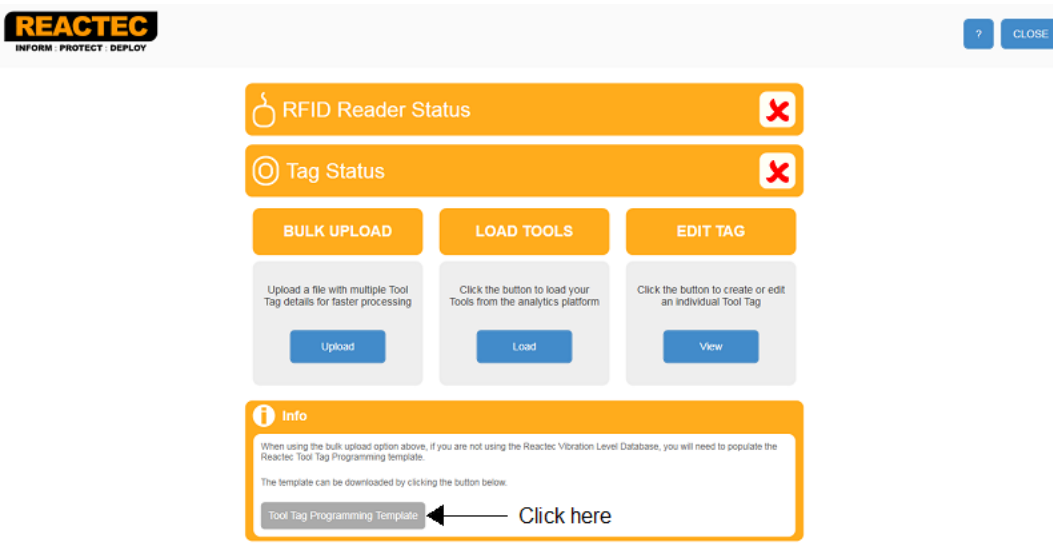 REACTEC
INFORM : PROTECT : DEPLOY
?
CLOSE
RFID Reader Status
Tag Status
BULK UPLOAD
LOAD TOOLS
EDIT TAG
Upload a file with multiple Tool
Tag details for faster processing
Click the button to load your
Tools from the analytics platform
Click the button to create or edit
an individual Tool Tag
Upload
Load
View
Info
When using the bulk upload option above, if you are not using the Reactec Vibration Level Database, you will need to populate the
Reactec Tool Tag Programming template.
The template can be downloaded by clicking the button below.
Tool Tag Programming Template
Click here